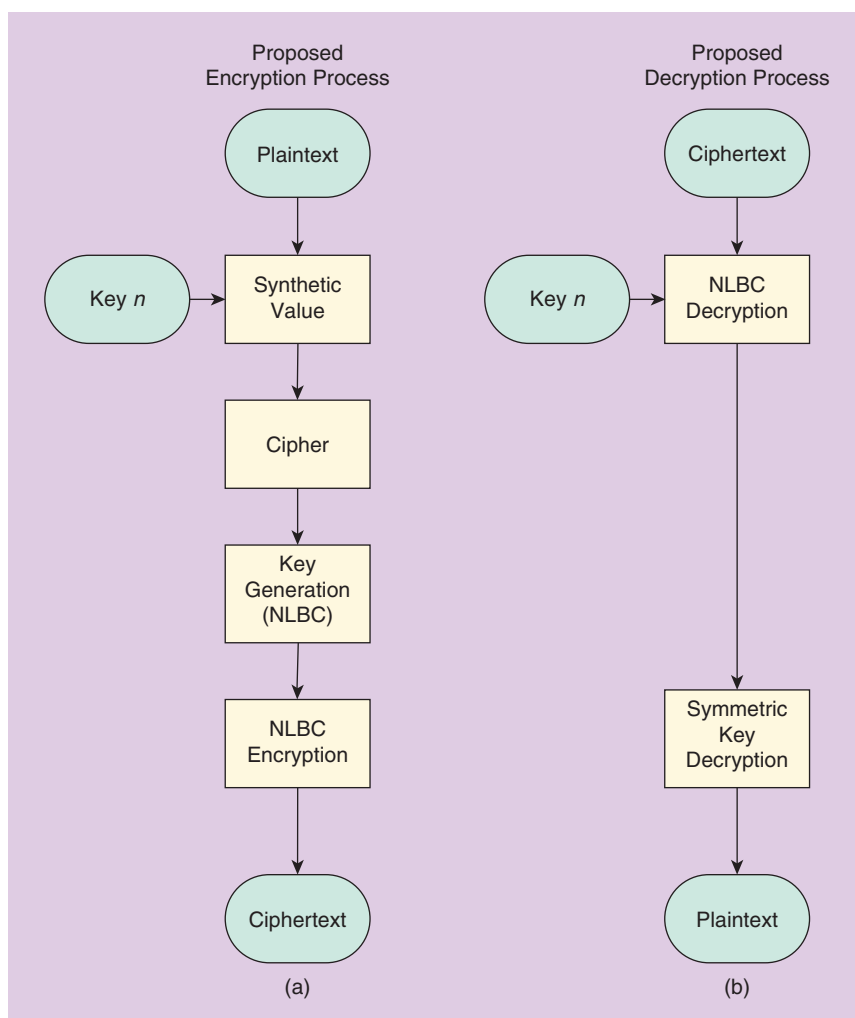 Proposed
Encryption Process
Plaintext
Key n
Synthetic
Value
Cipher
Key
Generation
(NLBC)
NLBC
Encryption
Ciphertext
(a)
Proposed
Decryption Process
Ciphertext
Key n
NLBC
Decryption
Symmetric
Key
Decryption
Plaintext
(b)